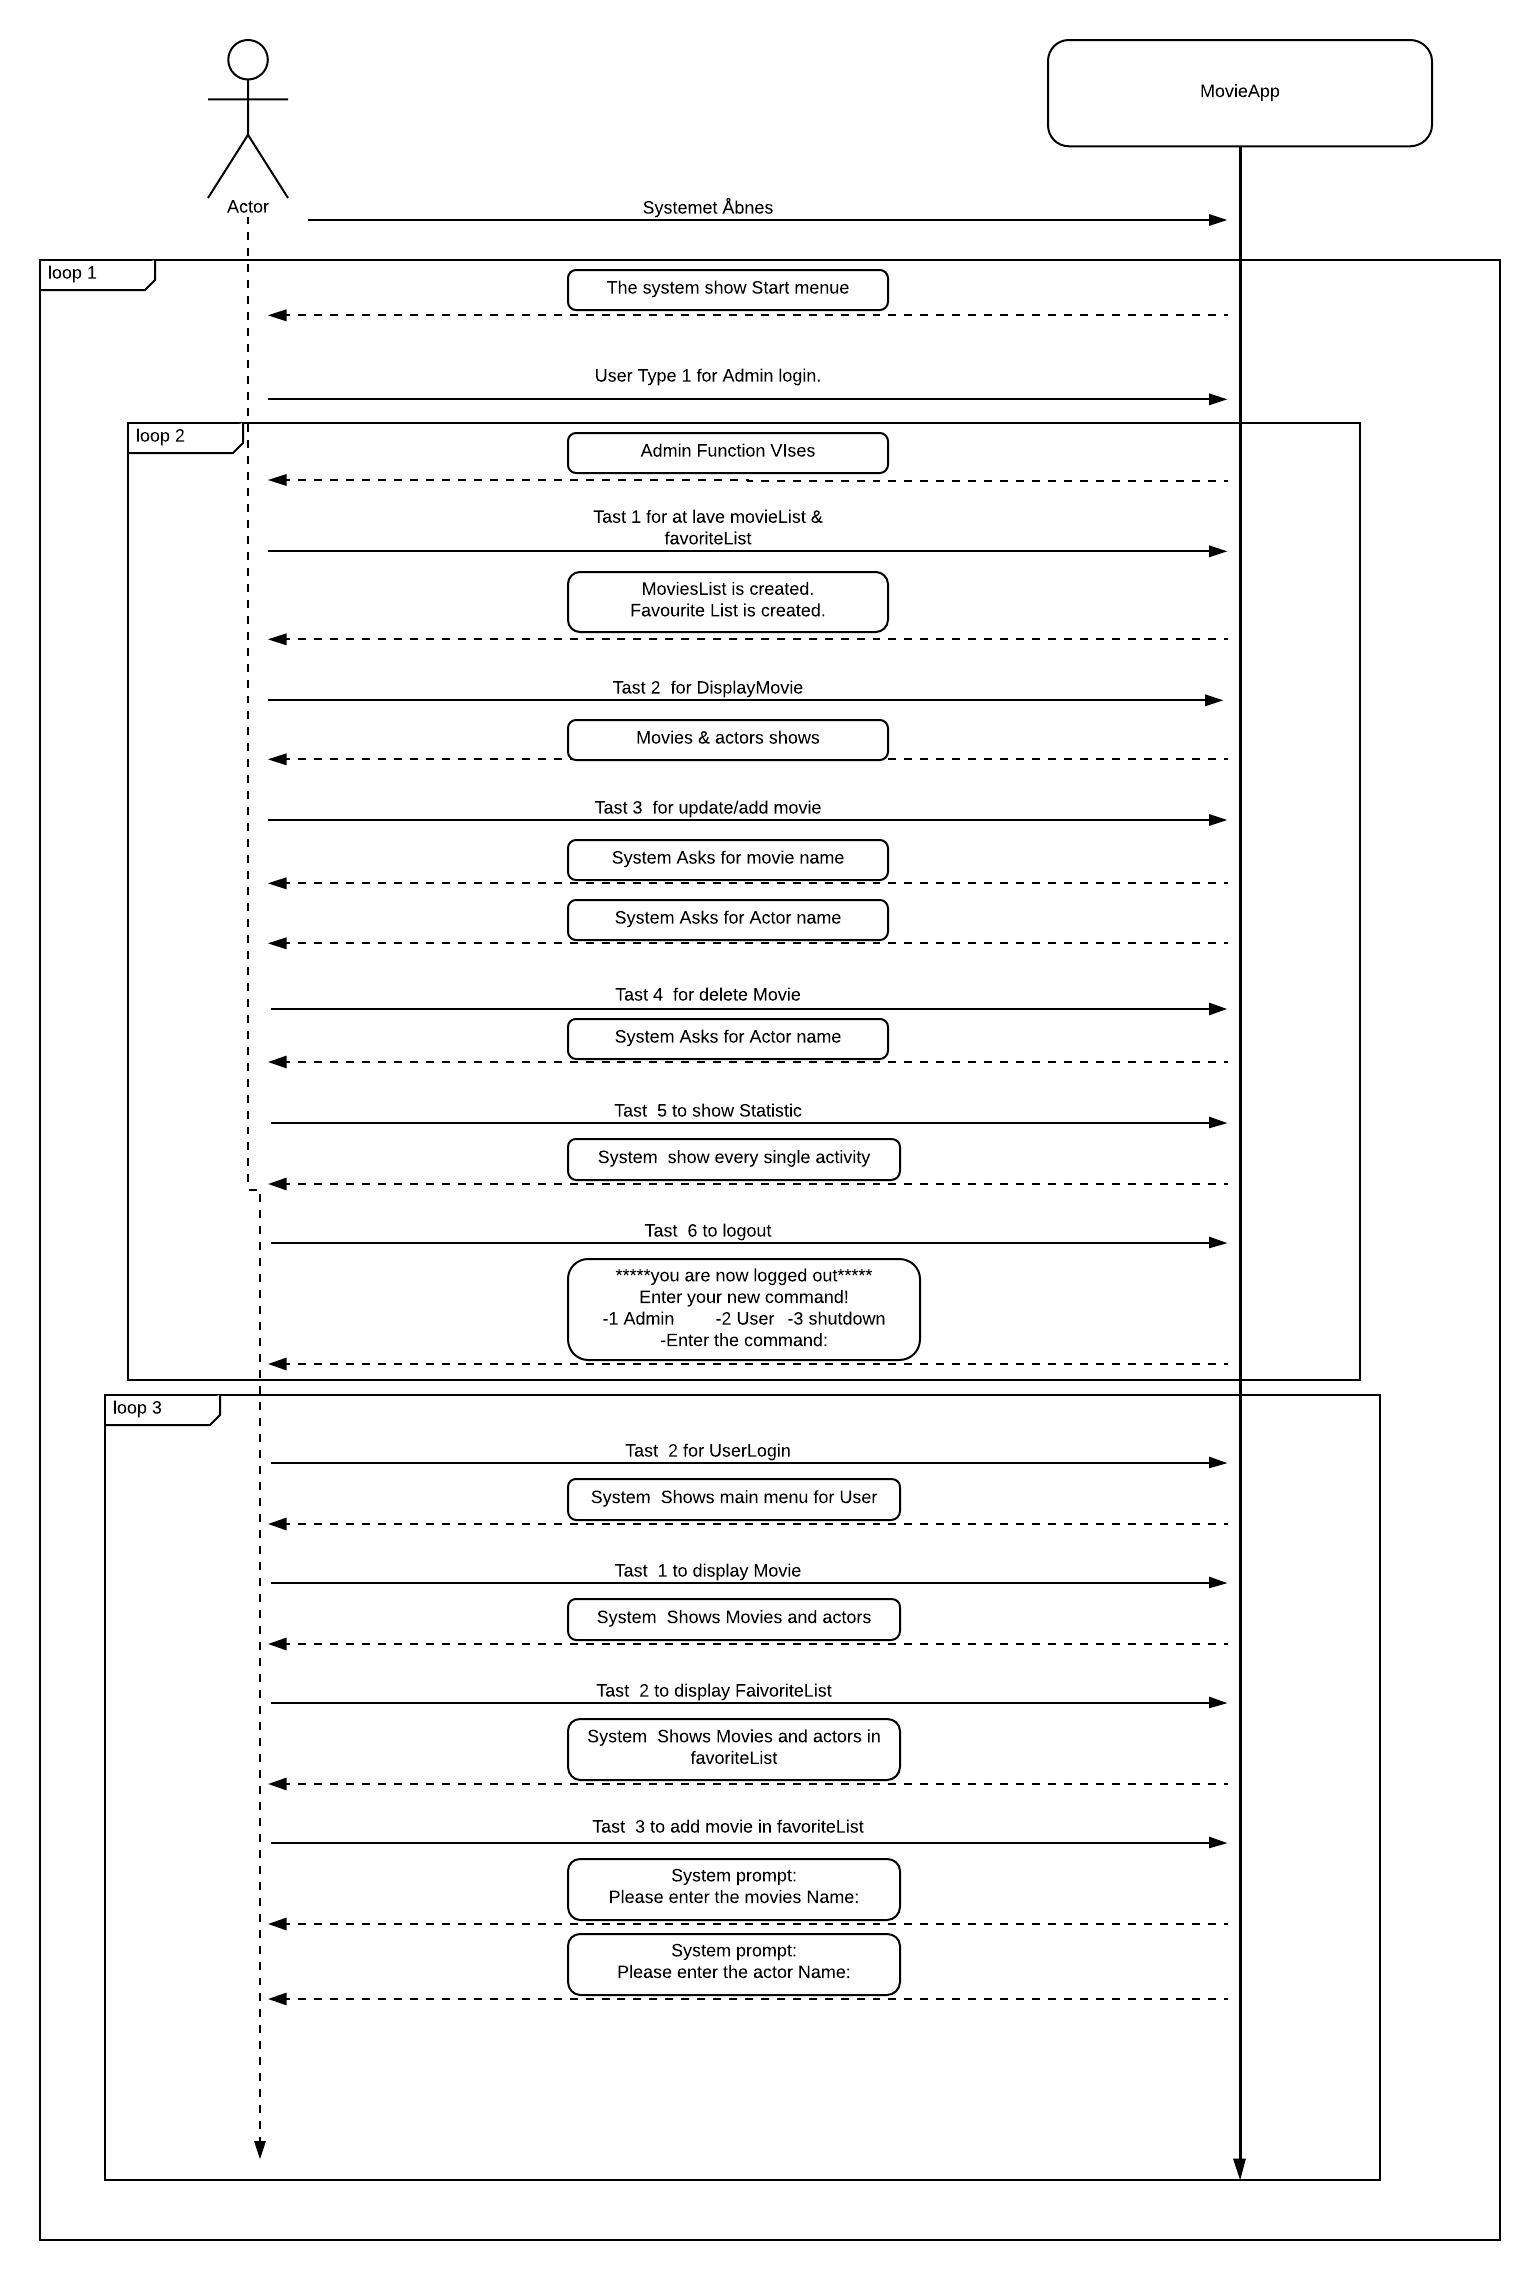 MovieApp
Actor
Systemet Åbnes
loop 1
The system show Start menue
User Type 1 for Admin login.
loop 2
Admin Function VIses
Tast 1 for at lave movieList &
favoriteList
MoviesList is created.
Favourite List is created.
Tast 2  for DisplayMovie
Movies & actors shows
Tast 3  for update/add movie
System Asks for movie name
System Asks for Actor name
Tast 4  for delete Movie
System Asks for Actor name
Tast  5 to show Statistic
System  show every single activity
Tast  6 to logout
*****you are now logged out*****
Enter your new command!
-1 Admin        -2 User   -3 shutdown
-Enter the command:
loop 3
Tast  2 for UserLogin
System  Shows main menu for User
Tast  1 to display Movie
System  Shows Movies and actors
Tast  2 to display FaivoriteList
System  Shows Movies and actors in
favoriteList
Tast  3 to add movie in favoriteList
System prompt:
Please enter the movies Name:
System prompt:
Please enter the actor Name: